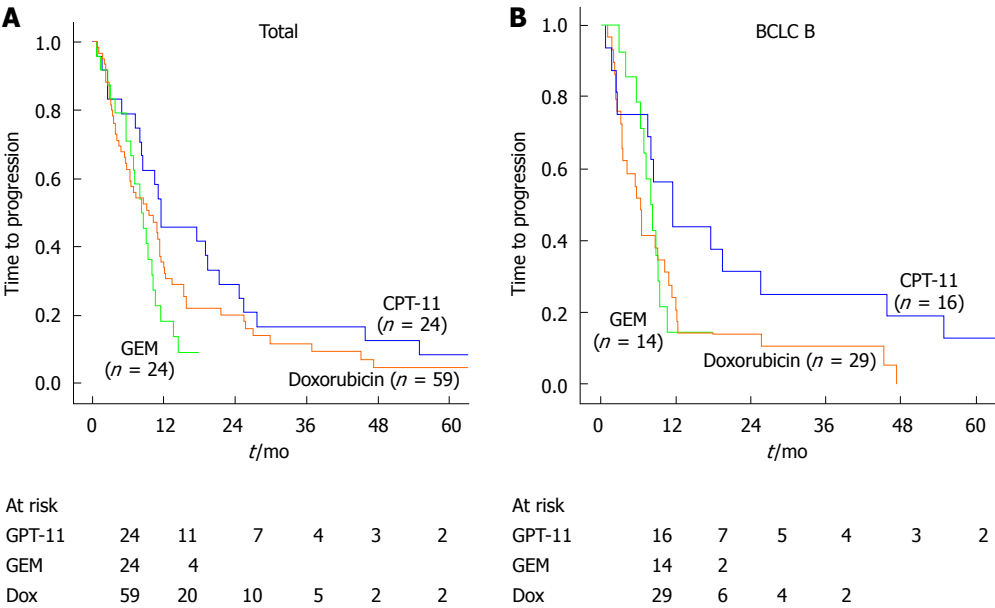 A
Total
Time to progression
1.0
0.8
0.6
0.4
0.2
0.0
CPT-11
(n = 24)
GEM
(n = 24)
Doxorubicin (n = 59)
0 12 24 36 48 60
t/mo
At risk
GPT-11 24 11 7 4 3 2
GEM 24 4
Dox 59 20 10 5 2 2
B
BCLC B
Time to progression
1.0
0.8
0.6
0.4
0.2
0.0
CPT-11
(n = 16)
GEM
(n = 14)
Doxorubicin (n = 29)
0 12 24 36 48 60
t/mo
At risk
GPT-11 16 7 5 4 3 2
GEM 14 2
Dox 29 6 4 2